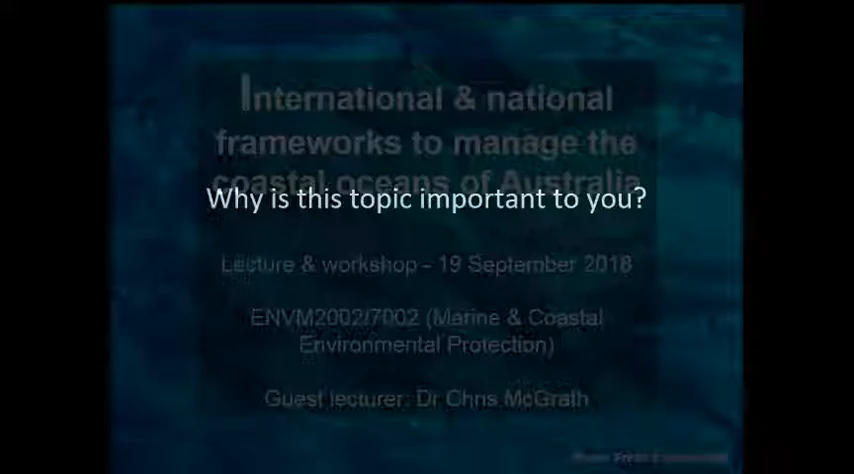 International & national
frameworks to manage the
coastal oceans of Australia
Why is this topic important to you?
Lecture & workshop - 19 September 2018
ENVM2002/7002 (Marine & Coastal
Environmental Protection)
Guest lecturer: Dr Chris McGrath